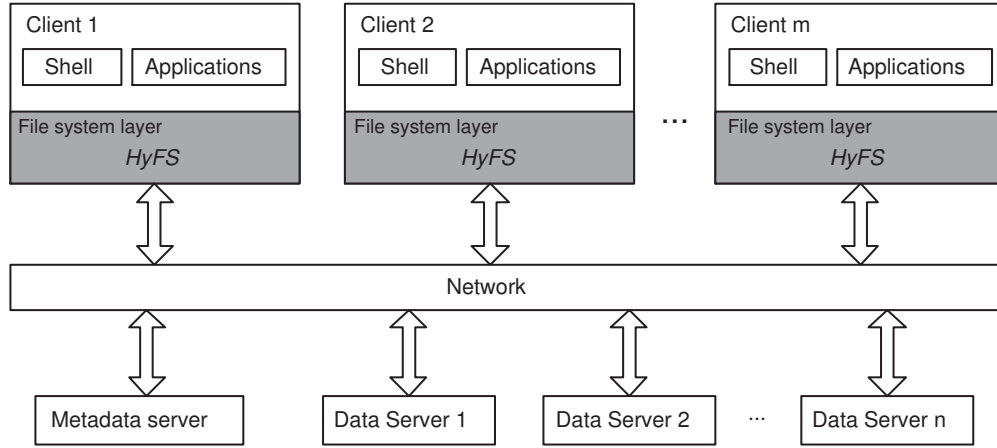 Client 1
Shell
Applications
File system layer
HyFS
Client 2
Shell
Applications
File system layer
HyFS
...
Client m
Shell
Applications
File system layer
HyFS
Network
Metadata server
Data Server 1
Data Server 2
...
Data Server n